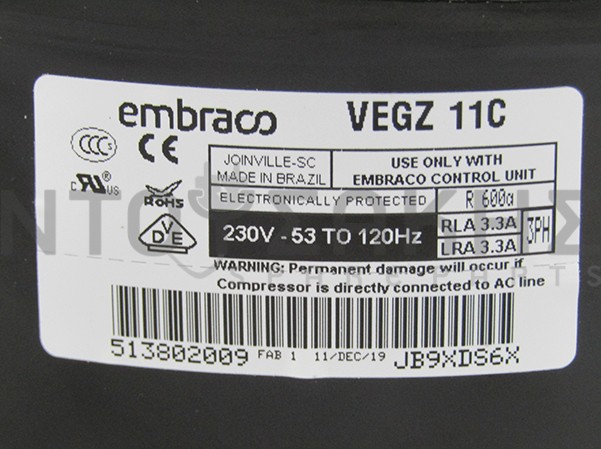 embraco VEGZ 11C
CCC CE
JOINVILLE-SC
MADE IN BRAZIL
USE ONLY WITH
EMBRACO CONTROL UNIT
c RU ® US
RoHS
ELECTRONICALLY PROTECTED R 600a
VDE
230V - 53 TO 120Hz
RLA 3.3A
LRA 3.3A
3PH
WARNING: Permanent damage will occur if
Compressor is directly connected to AC line
513802009 FAB 1 11/DEC/19 JB9XDS6X